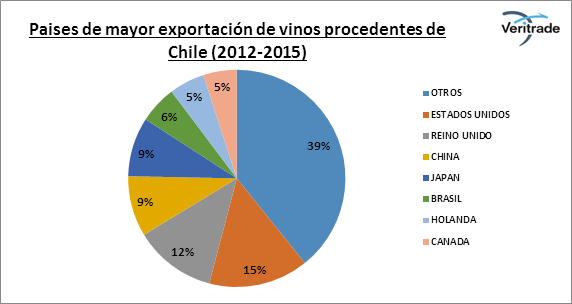 Paises de mayor exportación de vinos procedentes de
Chile (2012-2015)
Veritrade
39%
15%
12%
9%
9%
6%
5%
5%
OTROS
ESTADOS UNIDOS
REINO UNIDO
CHINA
JAPAN
BRASIL
HOLANDA
CANADA